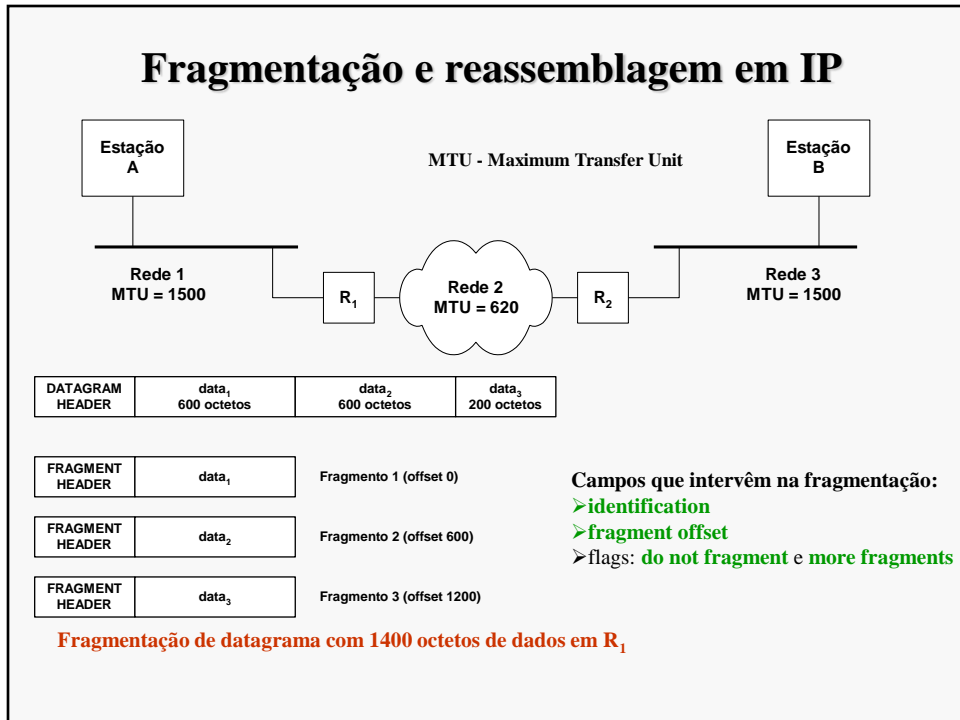 Fragmentação e reassemblagem em IP
Estação
A
MTU - Maximum Transfer Unit
Estação
B
Rede 1
MTU = 1500
R1
Rede 2
MTU = 620
R2
Rede 3
MTU = 1500
DATAGRAM
HEADER
data1
600 octetos
data2
600 octetos
data3
200 octetos
FRAGMENT
HEADER
data1
Fragmento 1 (offset 0)
FRAGMENT
HEADER
data2
Fragmento 2 (offset 600)
FRAGMENT
HEADER
data3
Fragmento 3 (offset 1200)
Campos que intervêm na fragmentação:
➢identification
➢fragment offset
➢flags: do not fragment e more fragments
Fragmentação de datagrama com 1400 octetos de dados em R1